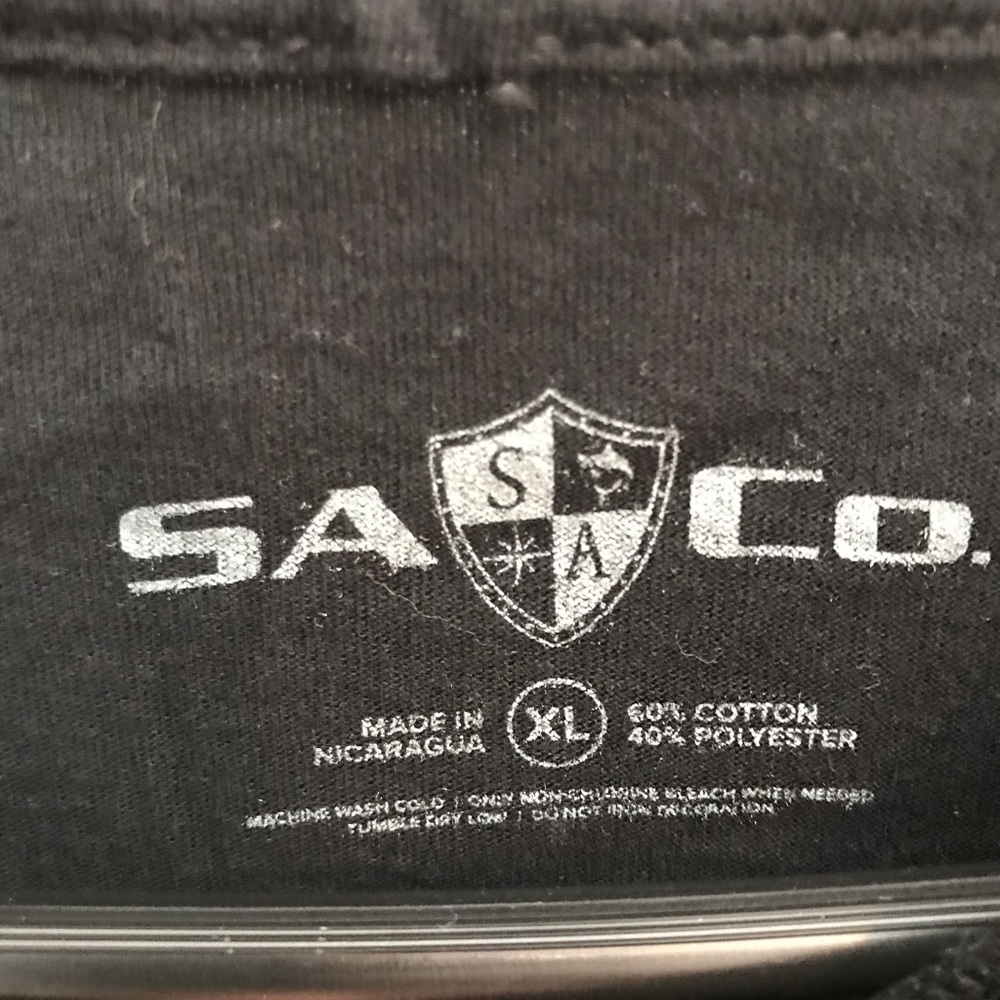 SA Co.
S
A
MADE IN
NICARAGUA
XL
60% COTTON
40% POLYESTER
MACHINE WASH COLD | ONLY NON-CHLORINE BLEACH WHEN NEEDED
TUMBLE DRY LOW | DO NOT IRON DECORATION